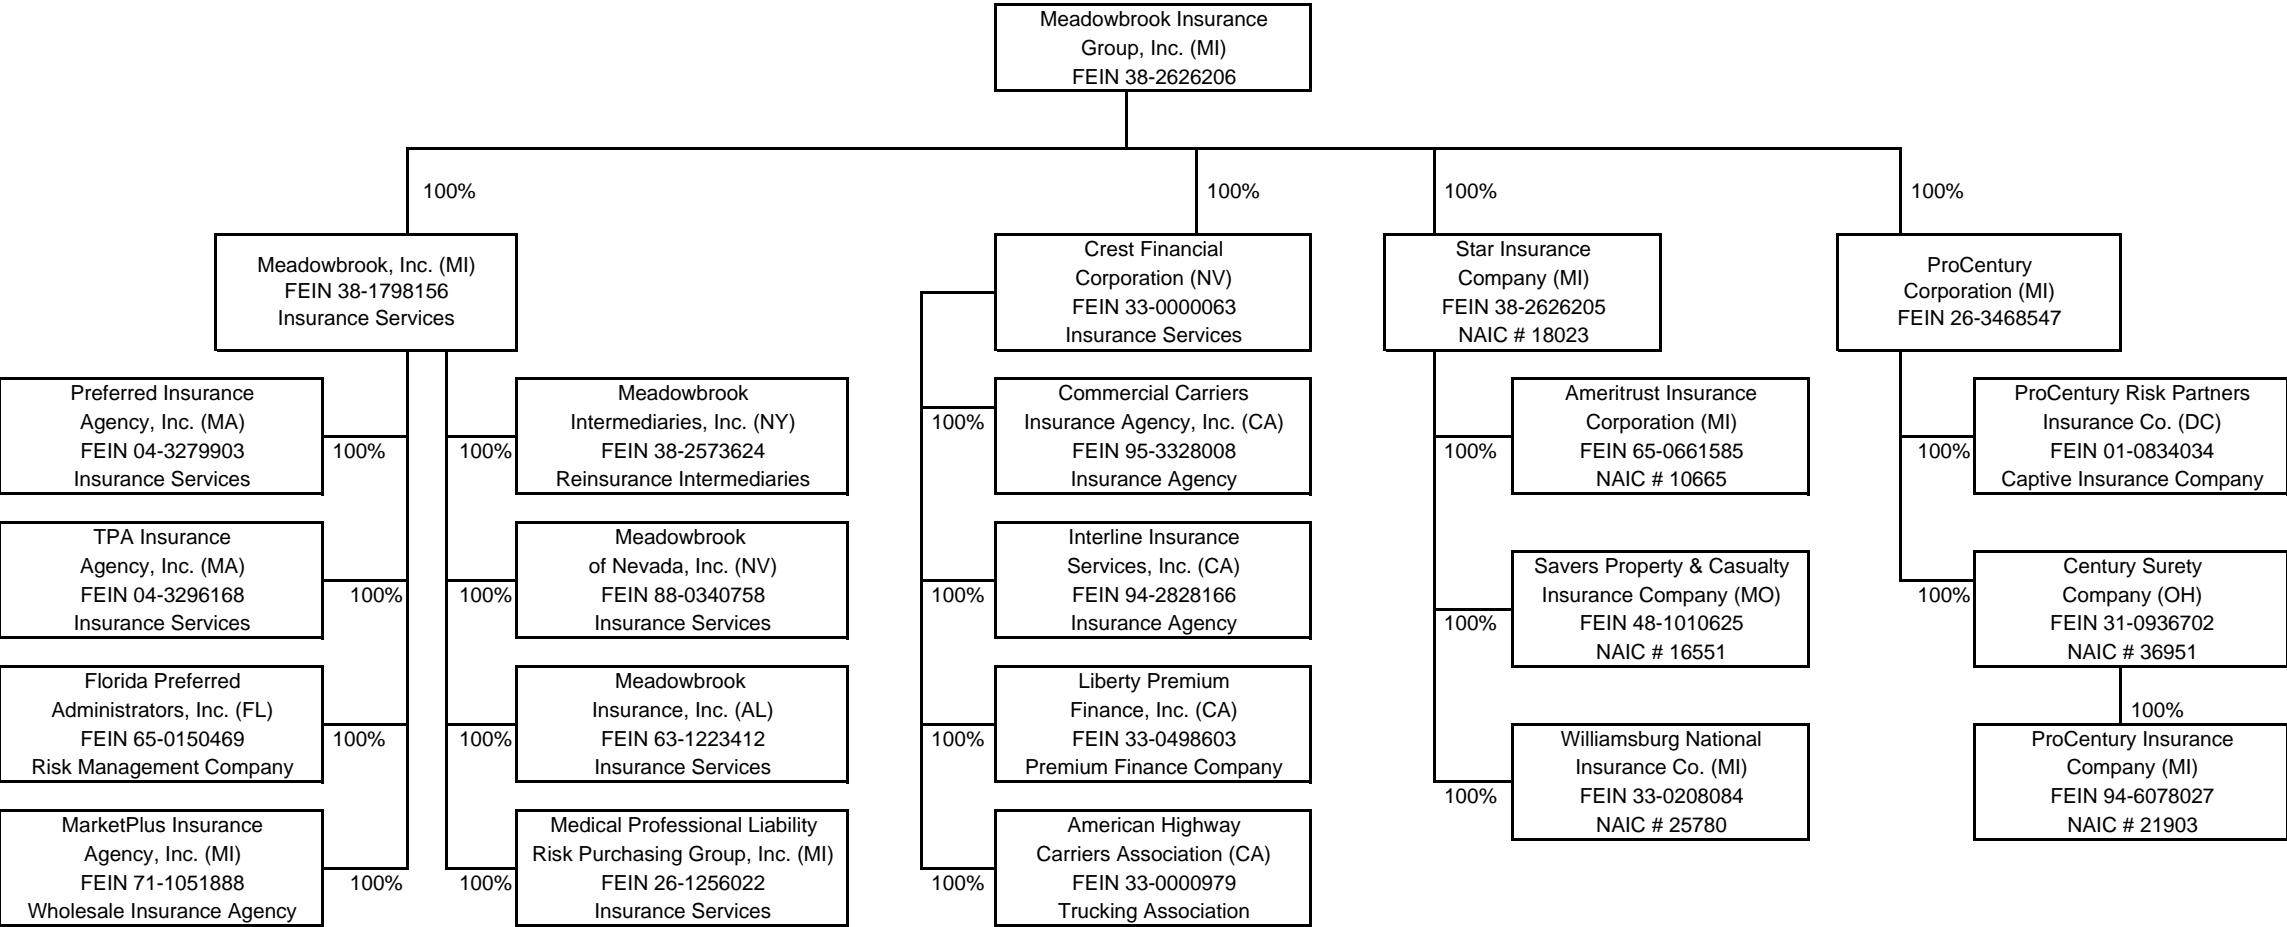 Meadowbrook Insurance
Group, Inc. (MI)
FEIN 38-2626206
100%
100%
100%
100%
Meadowbrook, Inc. (MI)
FEIN 38-1798156
Insurance Services
Crest Financial
Corporation (NV)
FEIN 33-0000063
Insurance Services
Star Insurance
Company (MI)
FEIN 38-2626205
NAIC # 18023
ProCentury
Corporation (MI)
FEIN 26-3468547
Preferred Insurance
Agency, Inc. (MA)
FEIN 04-3279903
Insurance Services
100%
100%
Meadowbrook
Intermediaries, Inc. (NY)
FEIN 38-2573624
Reinsurance Intermediaries
100%
Commercial Carriers
Insurance Agency, Inc. (CA)
FEIN 95-3328008
Insurance Agency
100%
Ameritrust Insurance
Corporation (MI)
FEIN 65-0661585
NAIC # 10665
100%
ProCentury Risk Partners
Insurance Co. (DC)
FEIN 01-0834034
Captive Insurance Company
TPA Insurance
Agency, Inc. (MA)
FEIN 04-3296168
Insurance Services
100%
100%
Meadowbrook
of Nevada, Inc. (NV)
FEIN 88-0340758
Insurance Services
100%
Interline Insurance
Services, Inc. (CA)
FEIN 94-2828166
Insurance Agency
100%
Savers Property & Casualty
Insurance Company (MO)
FEIN 48-1010625
NAIC # 16551
100%
Century Surety
Company (OH)
FEIN 31-0936702
NAIC # 36951
Florida Preferred
Administrators, Inc. (FL)
FEIN 65-0150469
Risk Management Company
100%
100%
Meadowbrook
Insurance, Inc. (AL)
FEIN 63-1223412
Insurance Services
100%
Liberty Premium
Finance, Inc. (CA)
FEIN 33-0498603
Premium Finance Company
100%
Williamsburg National
Insurance Co. (MI)
FEIN 33-0208084
NAIC # 25780
100%
ProCentury Insurance
Company (MI)
FEIN 94-6078027
NAIC # 21903
MarketPlus Insurance
Agency, Inc. (MI)
FEIN 71-1051888
Wholesale Insurance Agency
100%
100%
Medical Professional Liability
Risk Purchasing Group, Inc. (MI)
FEIN 26-1256022
Insurance Services
100%
American Highway
Carriers Association (CA)
FEIN 33-0000979
Trucking Association